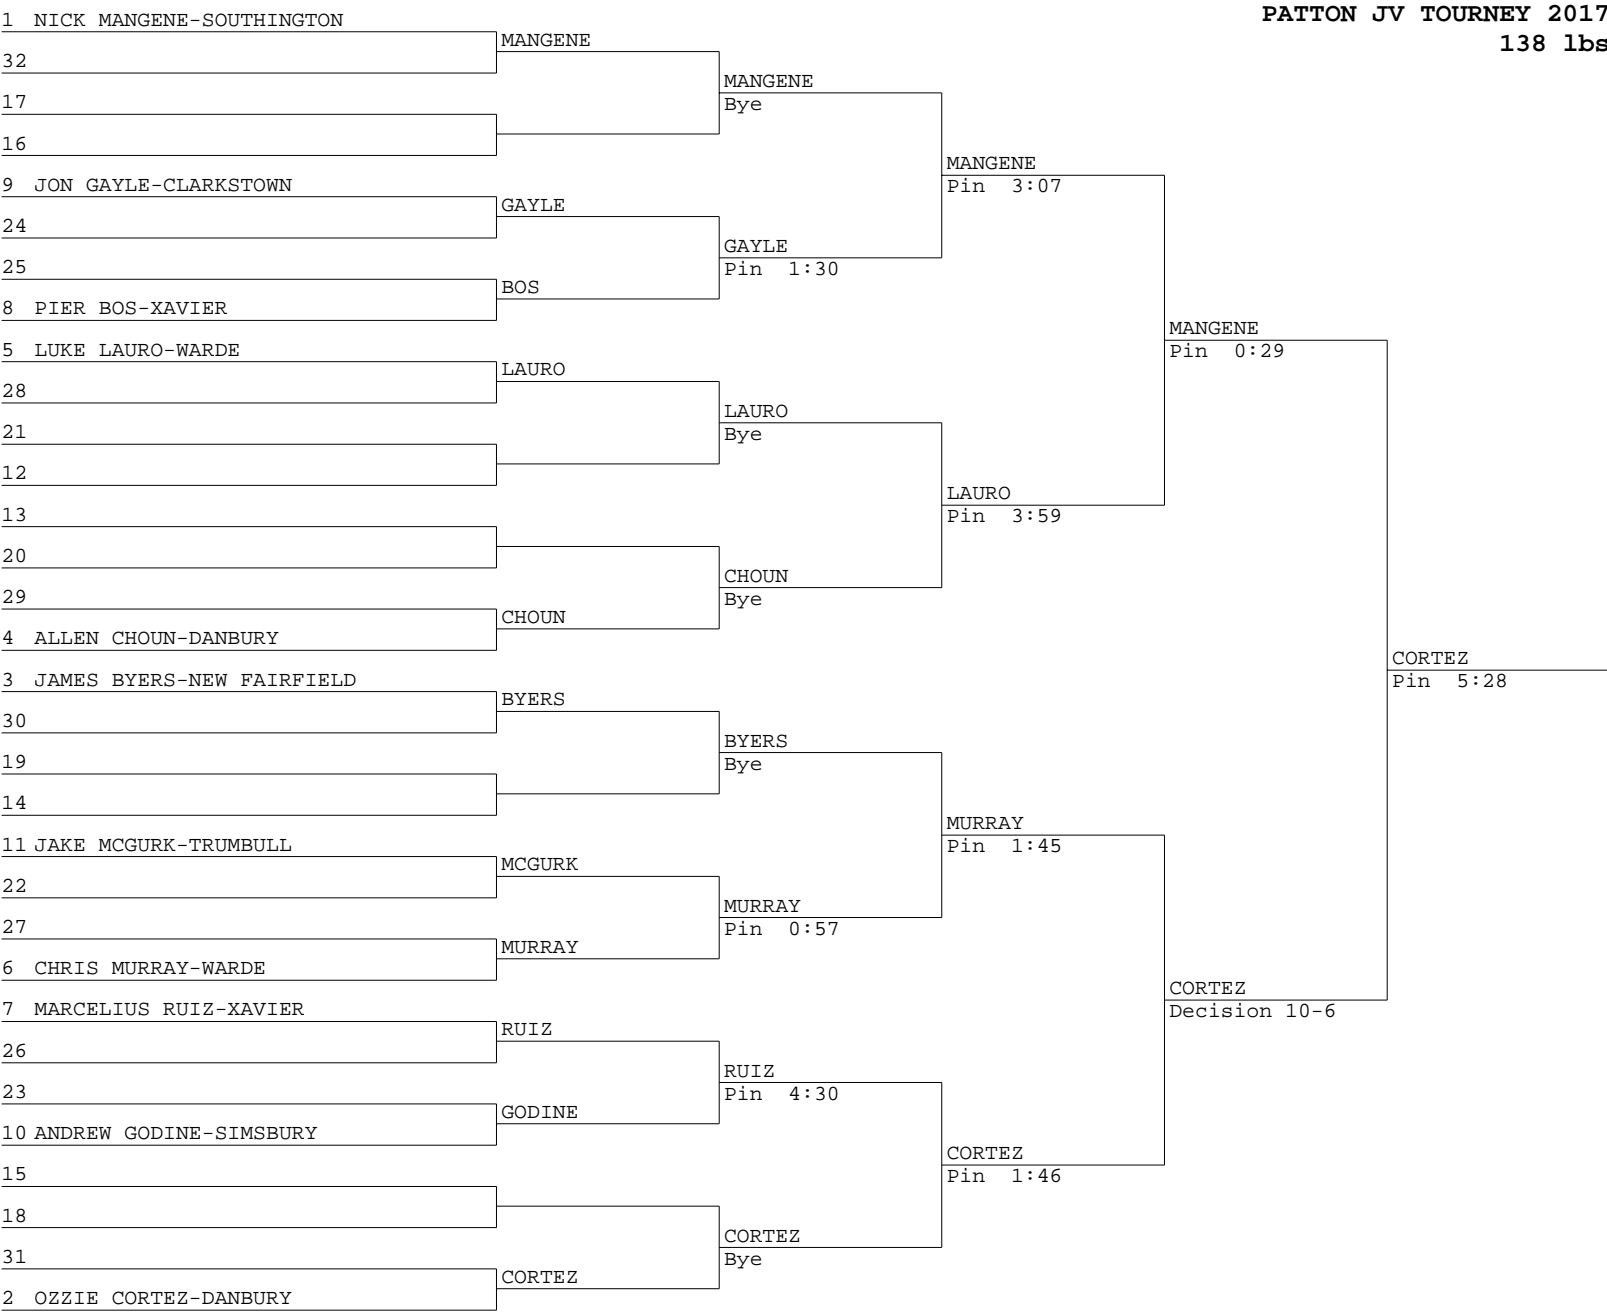 PATTON JV TOURNEY 2017
138 lbs
1 NICK MANGENE-SOUTHINGTON
32
17
16
9 JON GAYLE-CLARKSTOWN
24
25
8 PIER BOS-XAVIER
5 LUKE LAURO-WARDE
28
21
12
13
20
29
4 ALLEN CHOUN-DANBURY
3 JAMES BYERS-NEW FAIRFIELD
30
19
14
11 JAKE MCGURK-TRUMBULL
22
27
6 CHRIS MURRAY-WARDE
7 MARCELIUS RUIZ-XAVIER
26
23
10 ANDREW GODINE-SIMSBURY
15
18
31
2 OZZIE CORTEZ-DANBURY
MANGENE
GAYLE
BOS
LAURO
CHOUN
BYERS
MCGURK
MURRAY
RUIZ
GODINE
CORTEZ
MANGENE
Bye
GAYLE
Pin 1:30
LAURO
Bye
CHOUN
Bye
BYERS
Bye
MURRAY
Pin 0:57
RUIZ
Pin 4:30
CORTEZ
Bye
MANGENE
Pin 3:07
LAURO
Pin 3:59
MURRAY
Pin 1:45
CORTEZ
Pin 1:46
MANGENE
Pin 0:29
CORTEZ
Decision 10-6
CORTEZ
Pin 5:28